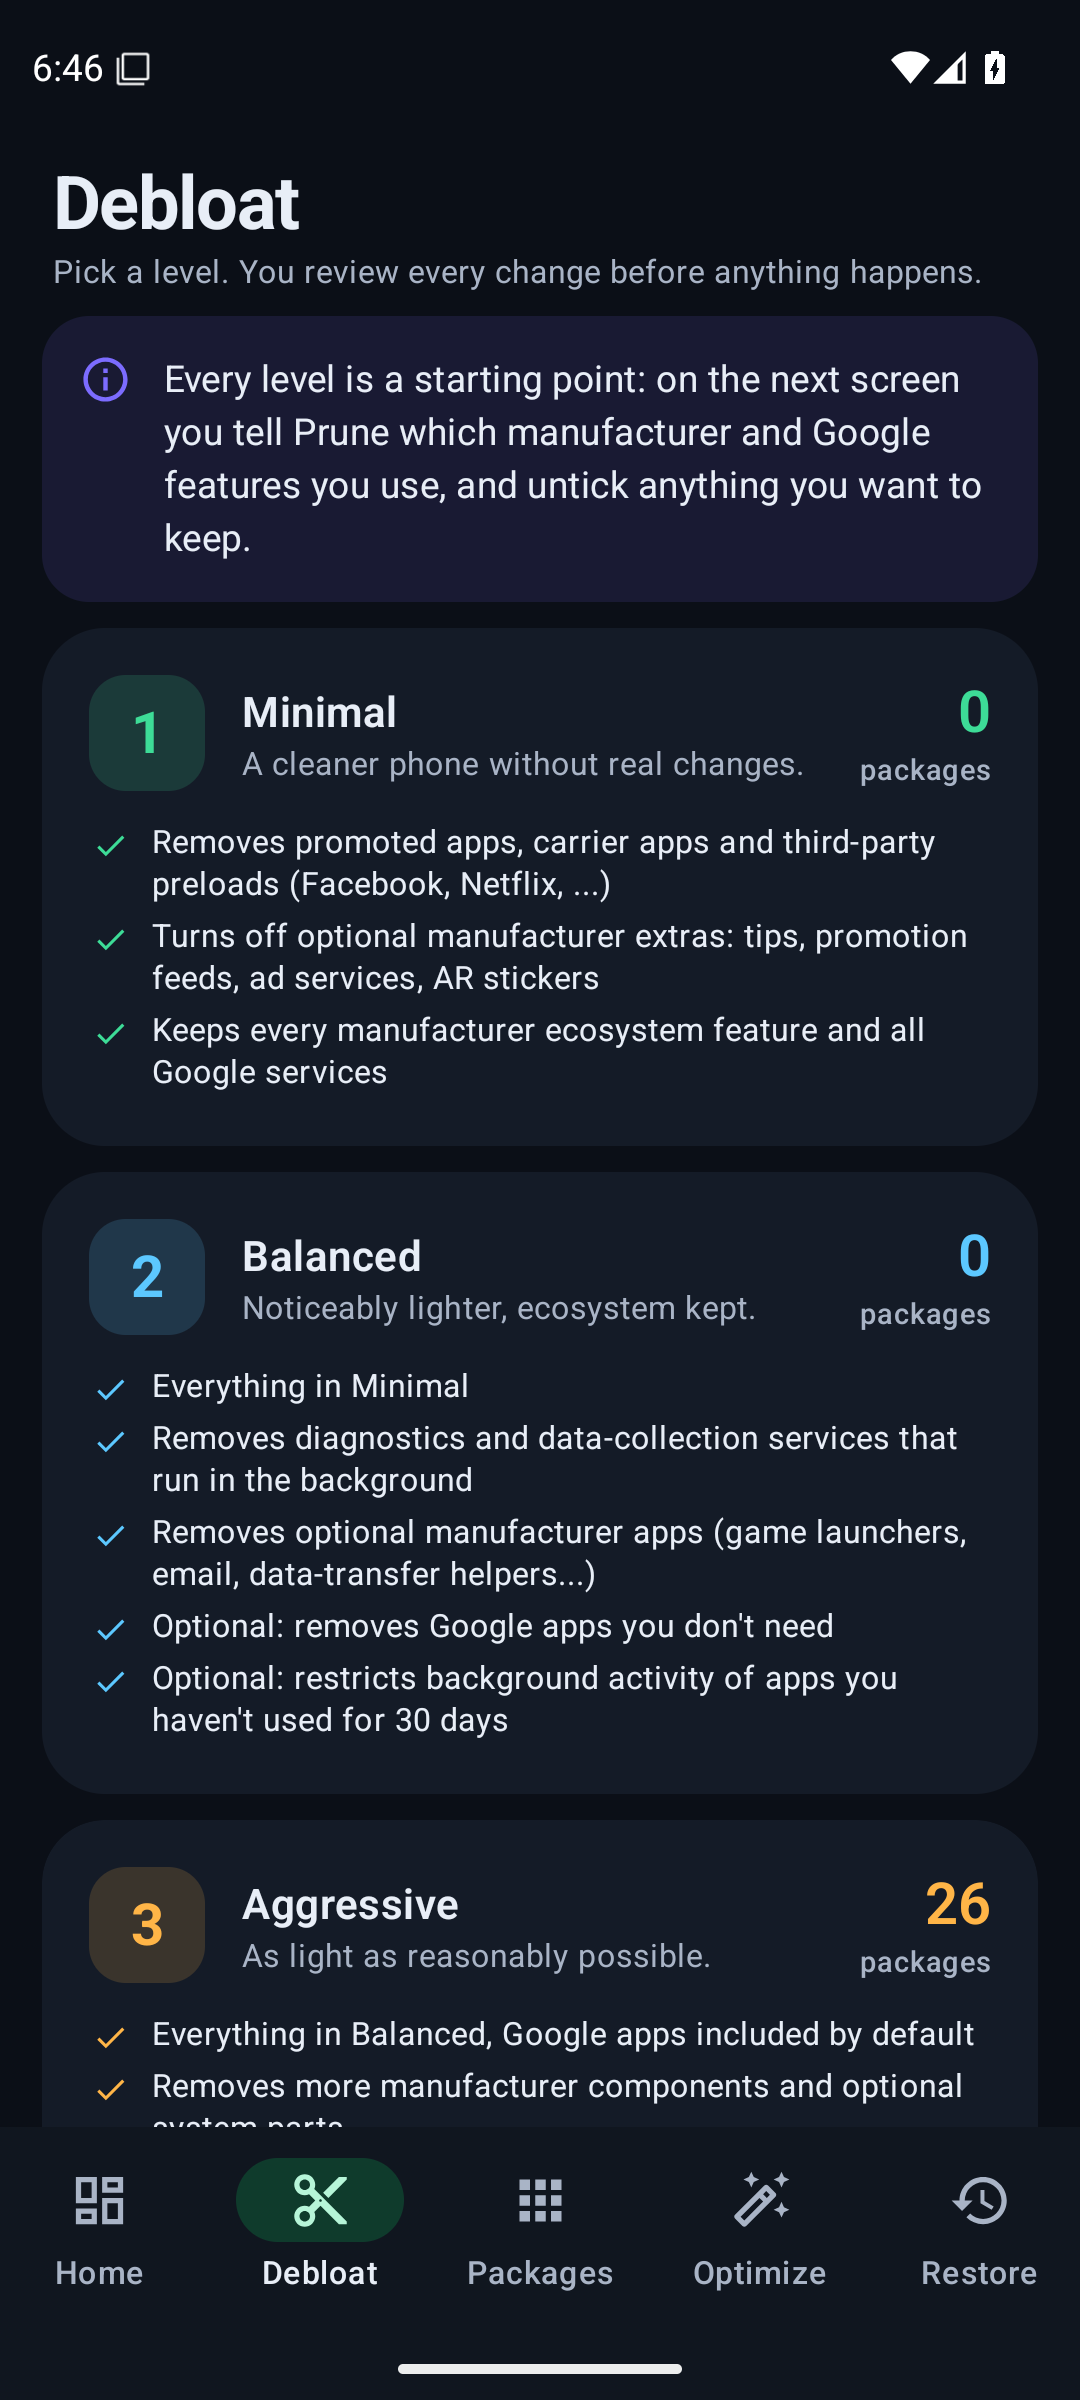 6:46
Debloat
Pick a level. You review every change before anything happens.
Every level is a starting point: on the next screen
you tell Prune which manufacturer and Google
features you use, and untick anything you want to
keep.
1
Minimal
0
A cleaner phone without real changes.
packages
Removes promoted apps, carrier apps and third-party
preloads (Facebook, Netflix, ...)
Turns off optional manufacturer extras: tips, promotion
feeds, ad services, AR stickers
Keeps every manufacturer ecosystem feature and all
Google services
2
Balanced
0
Noticeably lighter, ecosystem kept.
packages
Everything in Minimal
Removes diagnostics and data-collection services that
run in the background
Removes optional manufacturer apps (game launchers,
email, data-transfer helpers...)
Optional: removes Google apps you don't need
Optional: restricts background activity of apps you
haven't used for 30 days
3
Aggressive
26
As light as reasonably possible.
packages
Everything in Balanced, Google apps included by default
Removes more manufacturer components and optional
system parts
Home
Debloat
Packages
Optimize
Restore